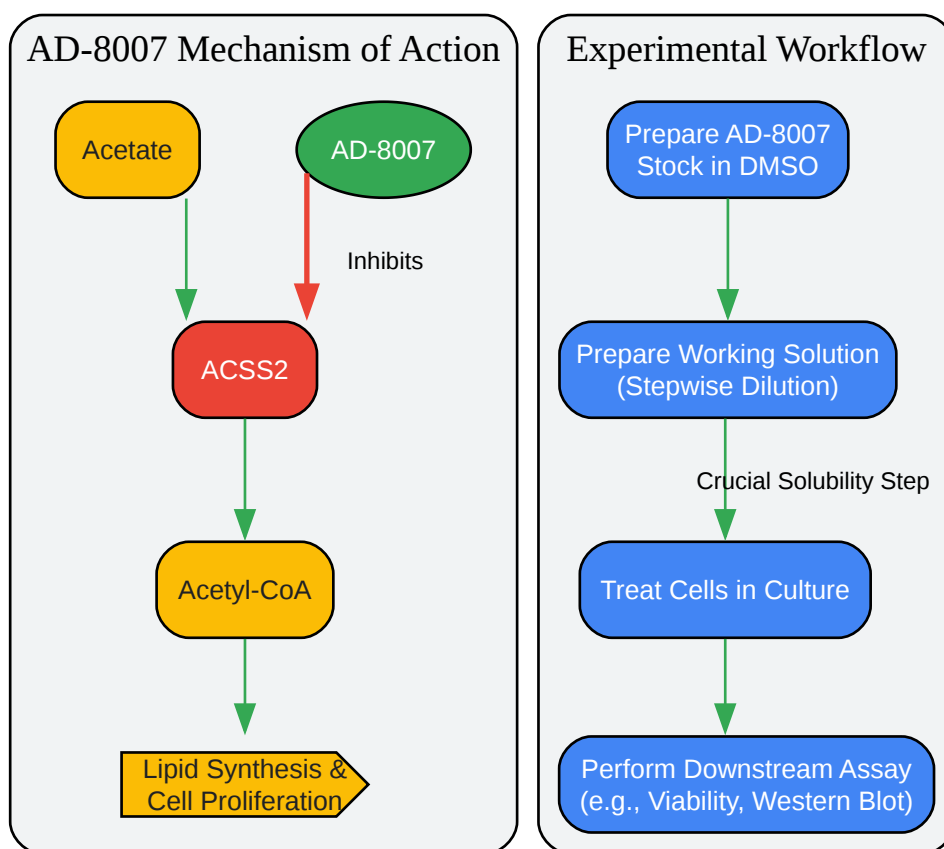 AD-8007 Mechanism of Action
Acetate
AD-8007
Inhibits
ACSS2
Acetyl-CoA
Lipid Synthesis &
Cell Proliferation
Experimental Workflow
Prepare AD-8007
Stock in DMSO
Prepare Working Solution
(Stepwise Dilution)
Crucial Solubility Step
Treat Cells in Culture
Perform Downstream Assay
(e.g., Viability, Western Blot)